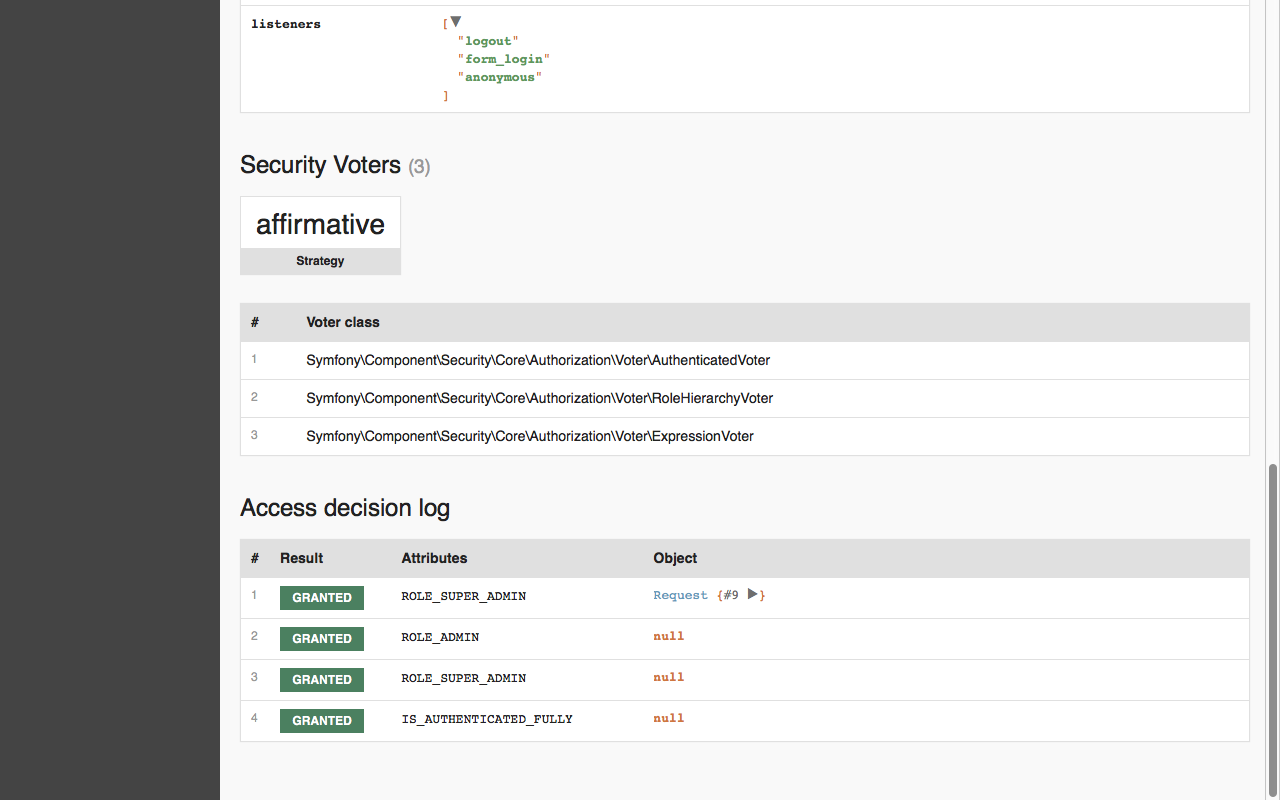 listeners [▼
"logout"
"form_login"
"anonymous"
]
Security Voters (3)
affirmative
Strategy
# Voter class
1 Symfony\Component\Security\Core\Authorization\Voter\AuthenticatedVoter
2 Symfony\Component\Security\Core\Authorization\Voter\RoleHierarchyVoter
3 Symfony\Component\Security\Core\Authorization\Voter\ExpressionVoter
Access decision log
# Result Attributes Object
1 GRANTED ROLE_SUPER_ADMIN Request {#9 ▶}
2 GRANTED ROLE_ADMIN null
3 GRANTED ROLE_SUPER_ADMIN null
4 GRANTED IS_AUTHENTICATED_FULLY null